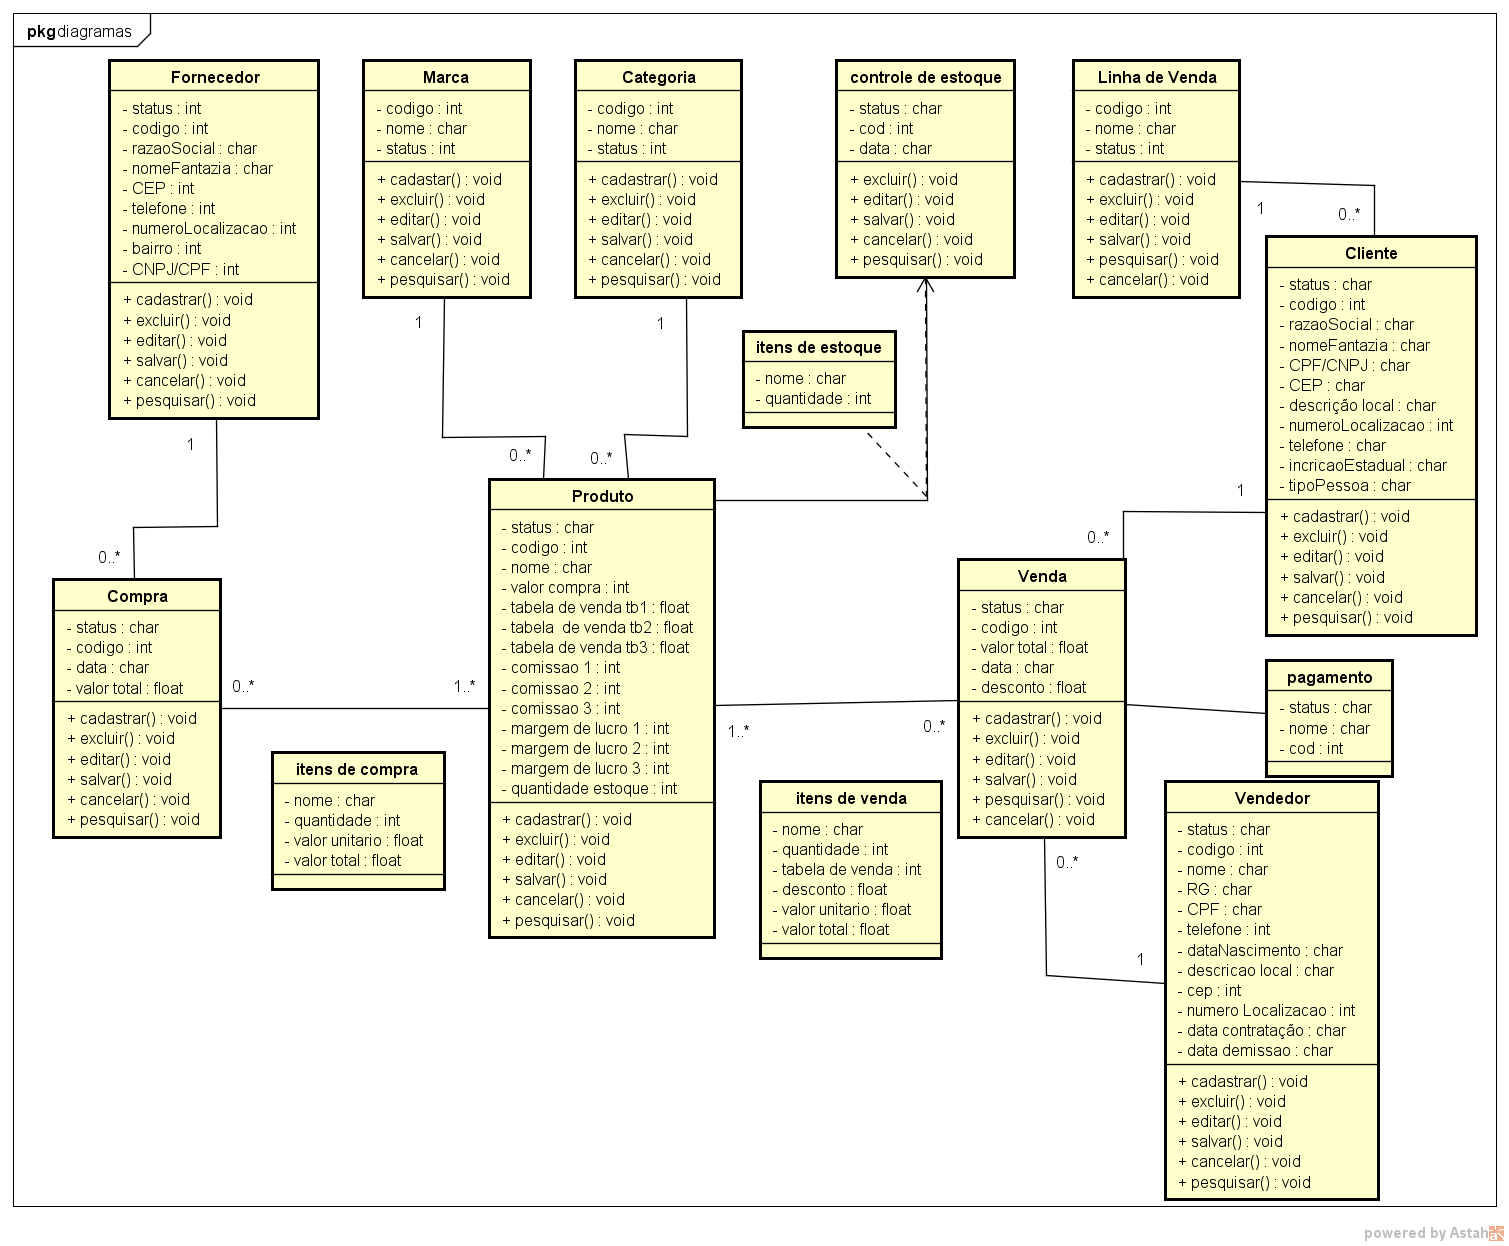 pkg diagramas
Fornecedor
- status : int
- codigo : int
- razaoSocial : char
- nomeFantazia : char
- CEP : int
- telefone : int
- numeroLocalizacao : int
- bairro : int
- CNPJ/CPF : int
+ cadastrar() : void
+ excluir() : void
+ editar() : void
+ salvar() : void
+ cancelar() : void
+ pesquisar() : void
Marca
- codigo : int
- nome : char
- status : int
+ cadastar() : void
+ excluir() : void
+ editar() : void
+ salvar() : void
+ cancelar() : void
+ pesquisar() : void
Categoria
- codigo : int
- nome : char
- status : int
+ cadastrar() : void
+ excluir() : void
+ editar() : void
+ salvar() : void
+ cancelar() : void
+ pesquisar() : void
controle de estoque
- status : char
- cod : int
- data : char
+ excluir() : void
+ editar() : void
+ salvar() : void
+ cancelar() : void
+ pesquisar() : void
Linha de Venda
- codigo : int
- nome : char
- status : int
+ cadastrar() : void
+ excluir() : void
+ editar() : void
+ salvar() : void
+ pesquisar() : void
+ cancelar() : void
1
0..*
Cliente
- status : char
- codigo : int
- razaoSocial : char
- nomeFantazia : char
- CPF/CNPJ : char
- CEP : char
- descrição local : char
- numeroLocalizacao : int
- telefone : char
- incricaoEstadual : char
- tipoPessoa : char
+ cadastrar() : void
+ excluir() : void
+ editar() : void
+ salvar() : void
+ cancelar() : void
+ pesquisar() : void
1
1
itens de estoque
- nome : char
- quantidade : int
1
0..*
0..*
0..*
1
0..*
Compra
- status : char
- codigo : int
- data : char
- valor total : float
+ cadastrar() : void
+ excluir() : void
+ editar() : void
+ salvar() : void
+ cancelar() : void
+ pesquisar() : void
0..*
1..*
itens de compra
- nome : char
- quantidade : int
- valor unitario : float
- valor total : float
Produto
- status : char
- codigo : int
- nome : char
- valor compra : int
- tabela de venda tb1 : float
- tabela  de venda tb2 : float
- tabela de venda tb3 : float
- comissao 1 : int
- comissao 2 : int
- comissao 3 : int
- margem de lucro 1 : int
- margem de lucro 2 : int
- margem de lucro 3 : int
- quantidade estoque : int
+ cadastrar() : void
+ excluir() : void
+ editar() : void
+ salvar() : void
+ cancelar() : void
+ pesquisar() : void
1..*
0..*
itens de venda
- nome : char
- quantidade : int
- tabela de venda : int
- desconto : float
- valor unitario : float
- valor total : float
Venda
- status : char
- codigo : int
- valor total : float
- data : char
- desconto : float
+ cadastrar() : void
+ excluir() : void
+ editar() : void
+ salvar() : void
+ pesquisar() : void
+ cancelar() : void
0..*
1
pagamento
- status : char
- nome : char
- cod : int
Vendedor
- status : char
- codigo : int
- nome : char
- RG : char
- CPF : char
- telefone : int
- dataNascimento : char
- descricao local : char
- cep : int
- numero Localizacao : int
- data contratação : char
- data demissao : char
+ cadastrar() : void
+ excluir() : void
+ editar() : void
+ salvar() : void
+ cancelar() : void
+ pesquisar() : void
powered by Astah